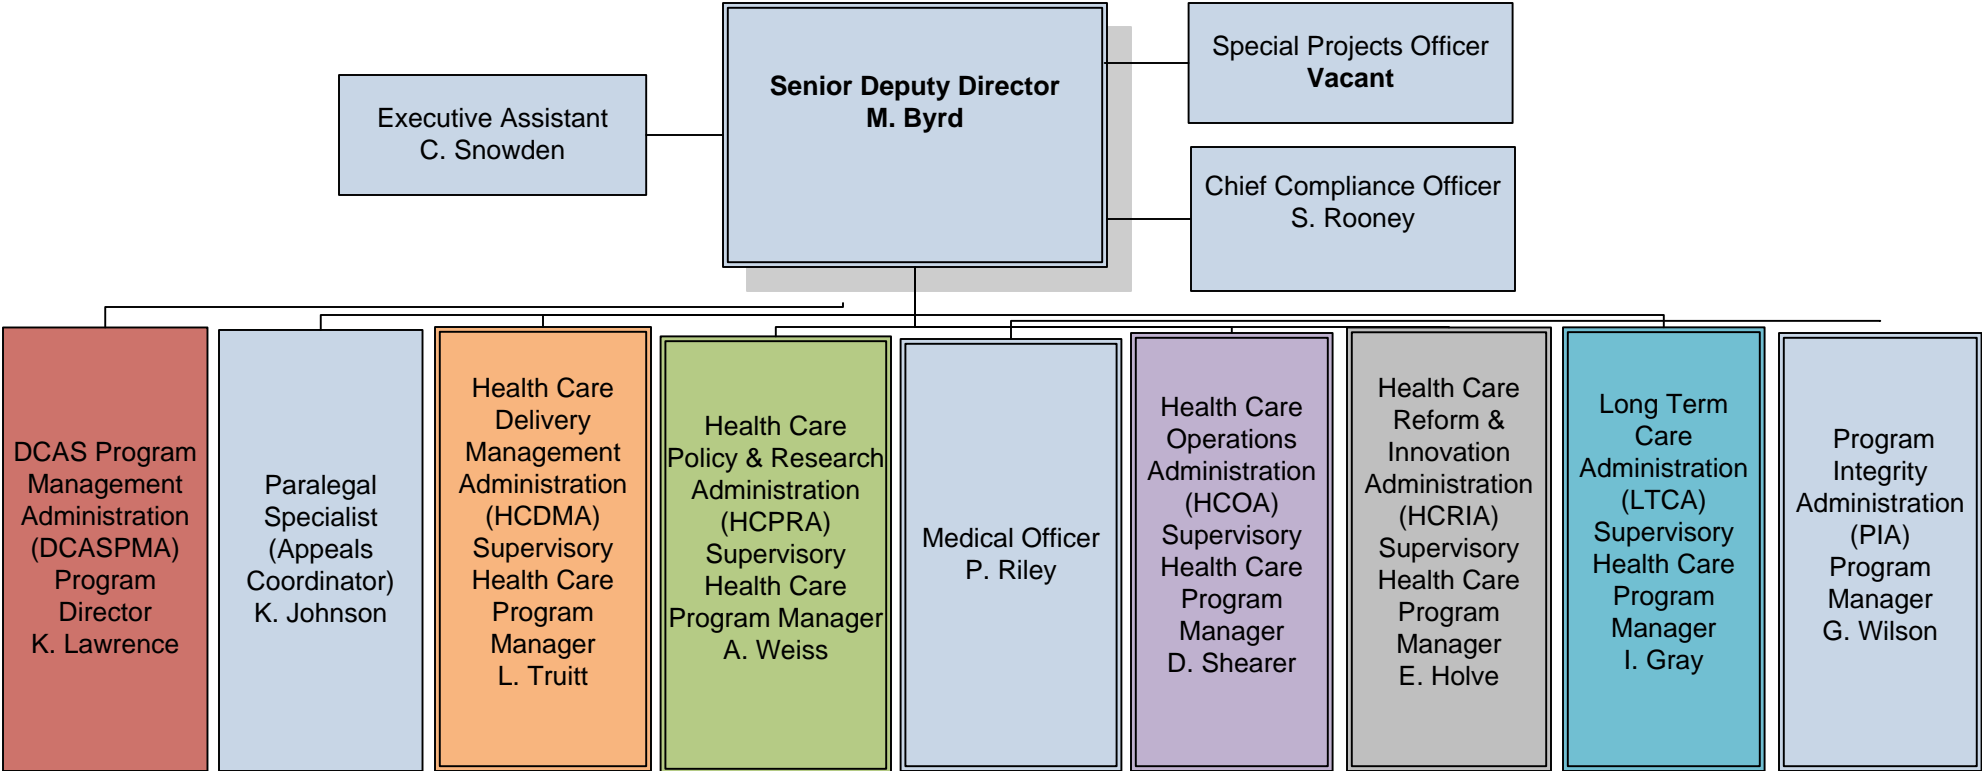 Senior Deputy Director
M. Byrd
Special Projects Officer
Vacant
Executive Assistant
C. Snowden
Chief Compliance Officer
S. Rooney
DCAS Program
Management
Administration
(DCASPMA)
Program
Director
K. Lawrence
Paralegal
Specialist
(Appeals
Coordinator)
K. Johnson
Health Care
Delivery
Management
Administration
(HCDMA)
Supervisory
Health Care
Program
Manager
L. Truitt
Health Care
Policy & Research
Administration
(HCPRA)
Supervisory
Health Care
Program Manager
A. Weiss
Medical Officer
P. Riley
Health Care
Operations
Administration
(HCOA)
Supervisory
Health Care
Program
Manager
D. Shearer
Health Care
Reform &
Innovation
Administration
(HCRIA)
Supervisory
Health Care
Program
Manager
E. Holve
Long Term
Care
Administration
(LTCA)
Supervisory
Health Care
Program
Manager
I. Gray
Program
Integrity
Administration
(PIA)
Program
Manager
G. Wilson